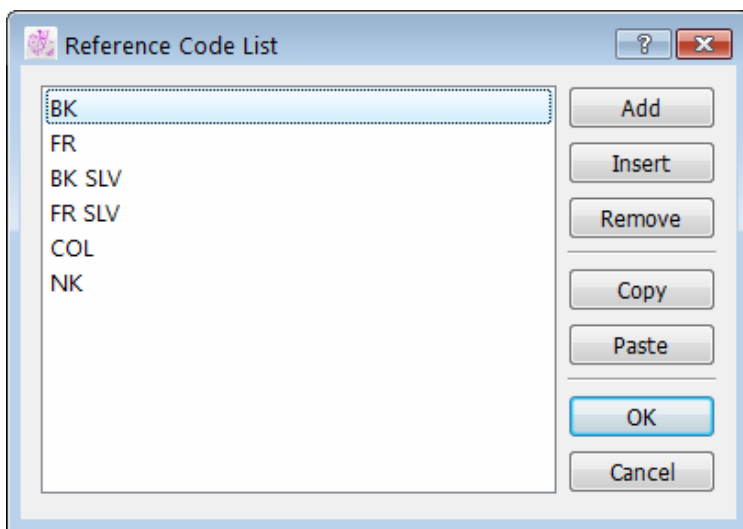 Reference Code List
BK
FR
BK SLV
FR SLV
COL
NK
Add
Insert
Remove
Copy
Paste
OK
Cancel